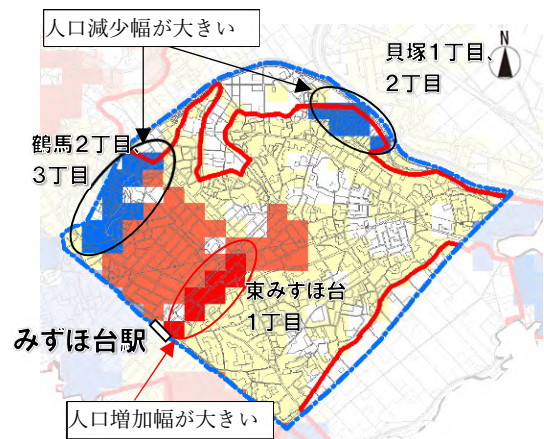 人口減少幅が大きい
貝塚1丁目、
2丁目
N
鶴馬2丁目、
3丁目
東みずほ台
1丁目
みずほ台駅
人口増加幅が大きい